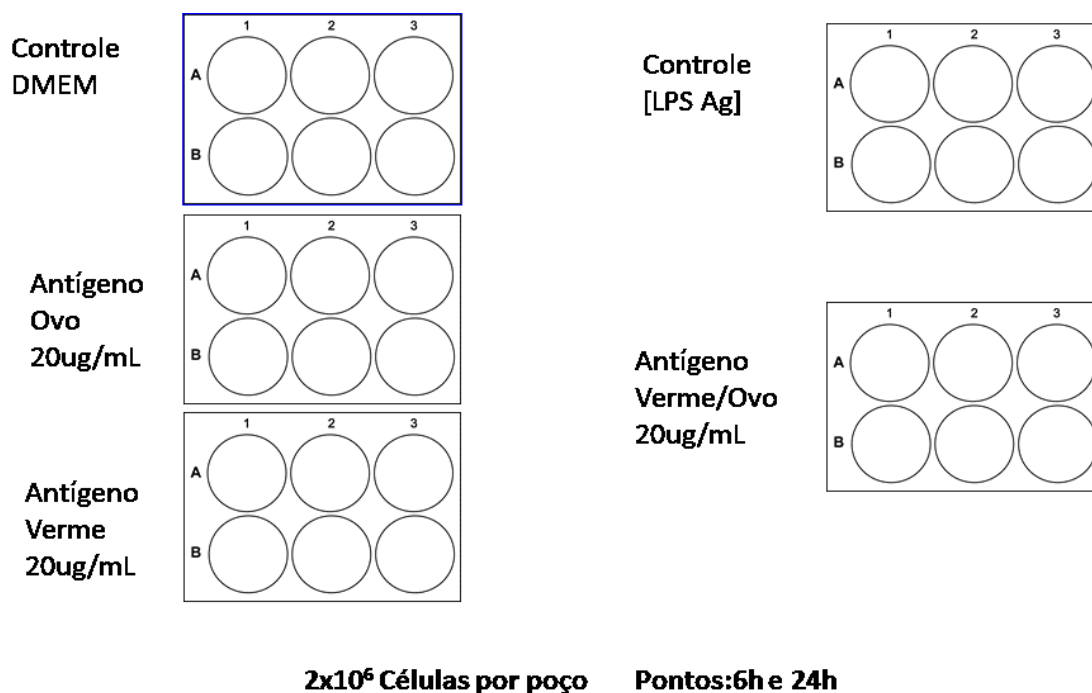 Controle
DMEM
1 2 3
A
B
Controle
[LPS Ag]
1 2 3
A
B
Antígeno
Ovo
20ug/mL
1 2 3
A
B
Antígeno
Verme/Ovo
20ug/mL
1 2 3
A
B
Antígeno
Verme
20ug/mL
1 2 3
A
B
2x10⁶ Células por poço Pontos:6h e 24h